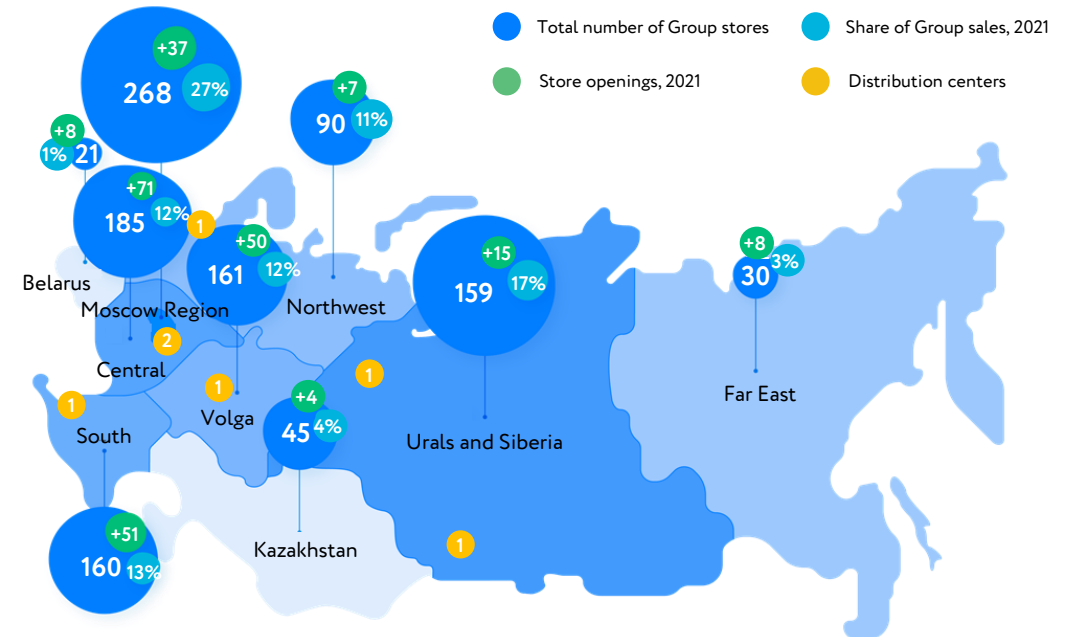 Total number of Group stores
Share of Group sales, 2021
Store openings, 2021
Distribution centers
+37
268
27%
+7
90
11%
+8
1%
21
+71
185
12%
1
+50
161
12%
+15
159
17%
+8
3%
30
Belarus
Moscow Region
Northwest
2
Central
1
1
Volga
Far East
+4
45
4%
1
South
Urals and Siberia
+51
160
13%
Kazakhstan
1